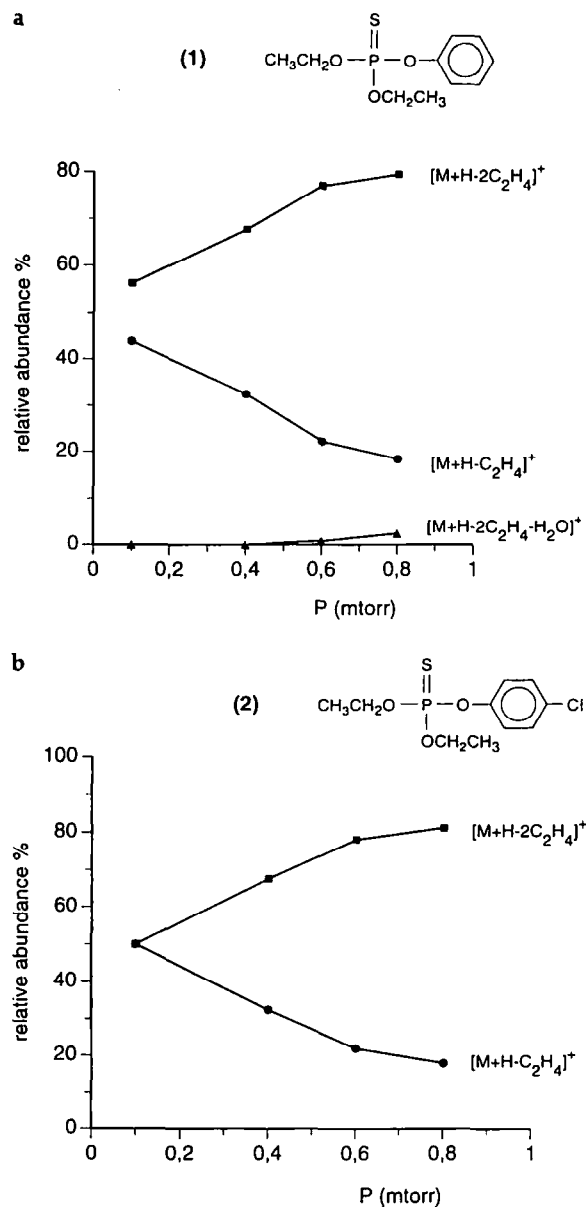 a
(1)
S
CH₃CH₂O—P—O
OCH₂CH₃
80
60
40
20
0
relative abundance %
[M+H-2C₂H₄]⁺
[M+H-C₂H₄]⁺
[M+H-2C₂H₄-H₂O]⁺
0 0,2 0,4 0,6 0,8 1
P (mtorr)
b
(2)
S
CH₃CH₂O—P—O Cl
OCH₂CH₃
100
80
60
40
20
0
relative abundance %
[M+H-2C₂H₄]⁺
[M+H-C₂H₄]⁺
0 0,2 0,4 0,6 0,8 1
P (mtorr)